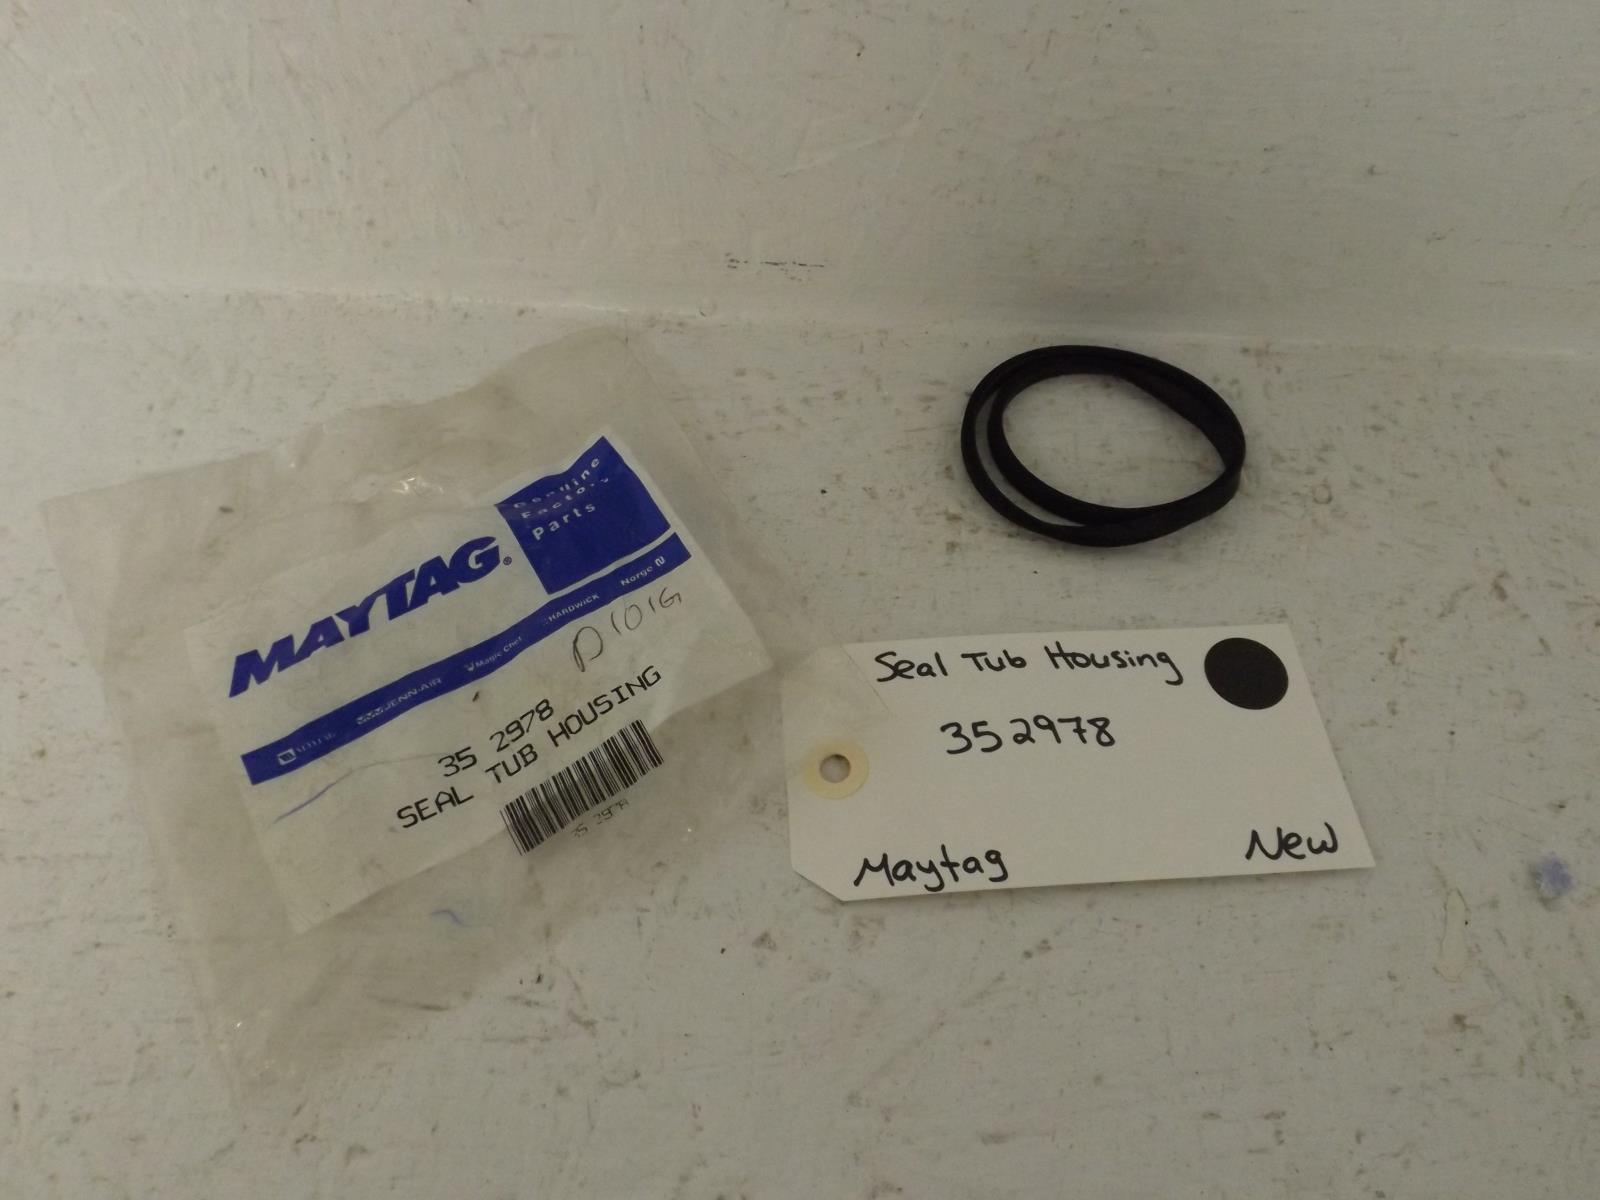 Genuine
Factory
Parts
MAYTAG®
JENN-AIR Magic Chef HARDWICK Norge N
D101G
35 2978
SEAL TUB HOUSING
35 2978
Seal Tub Housing
352978
Maytag New